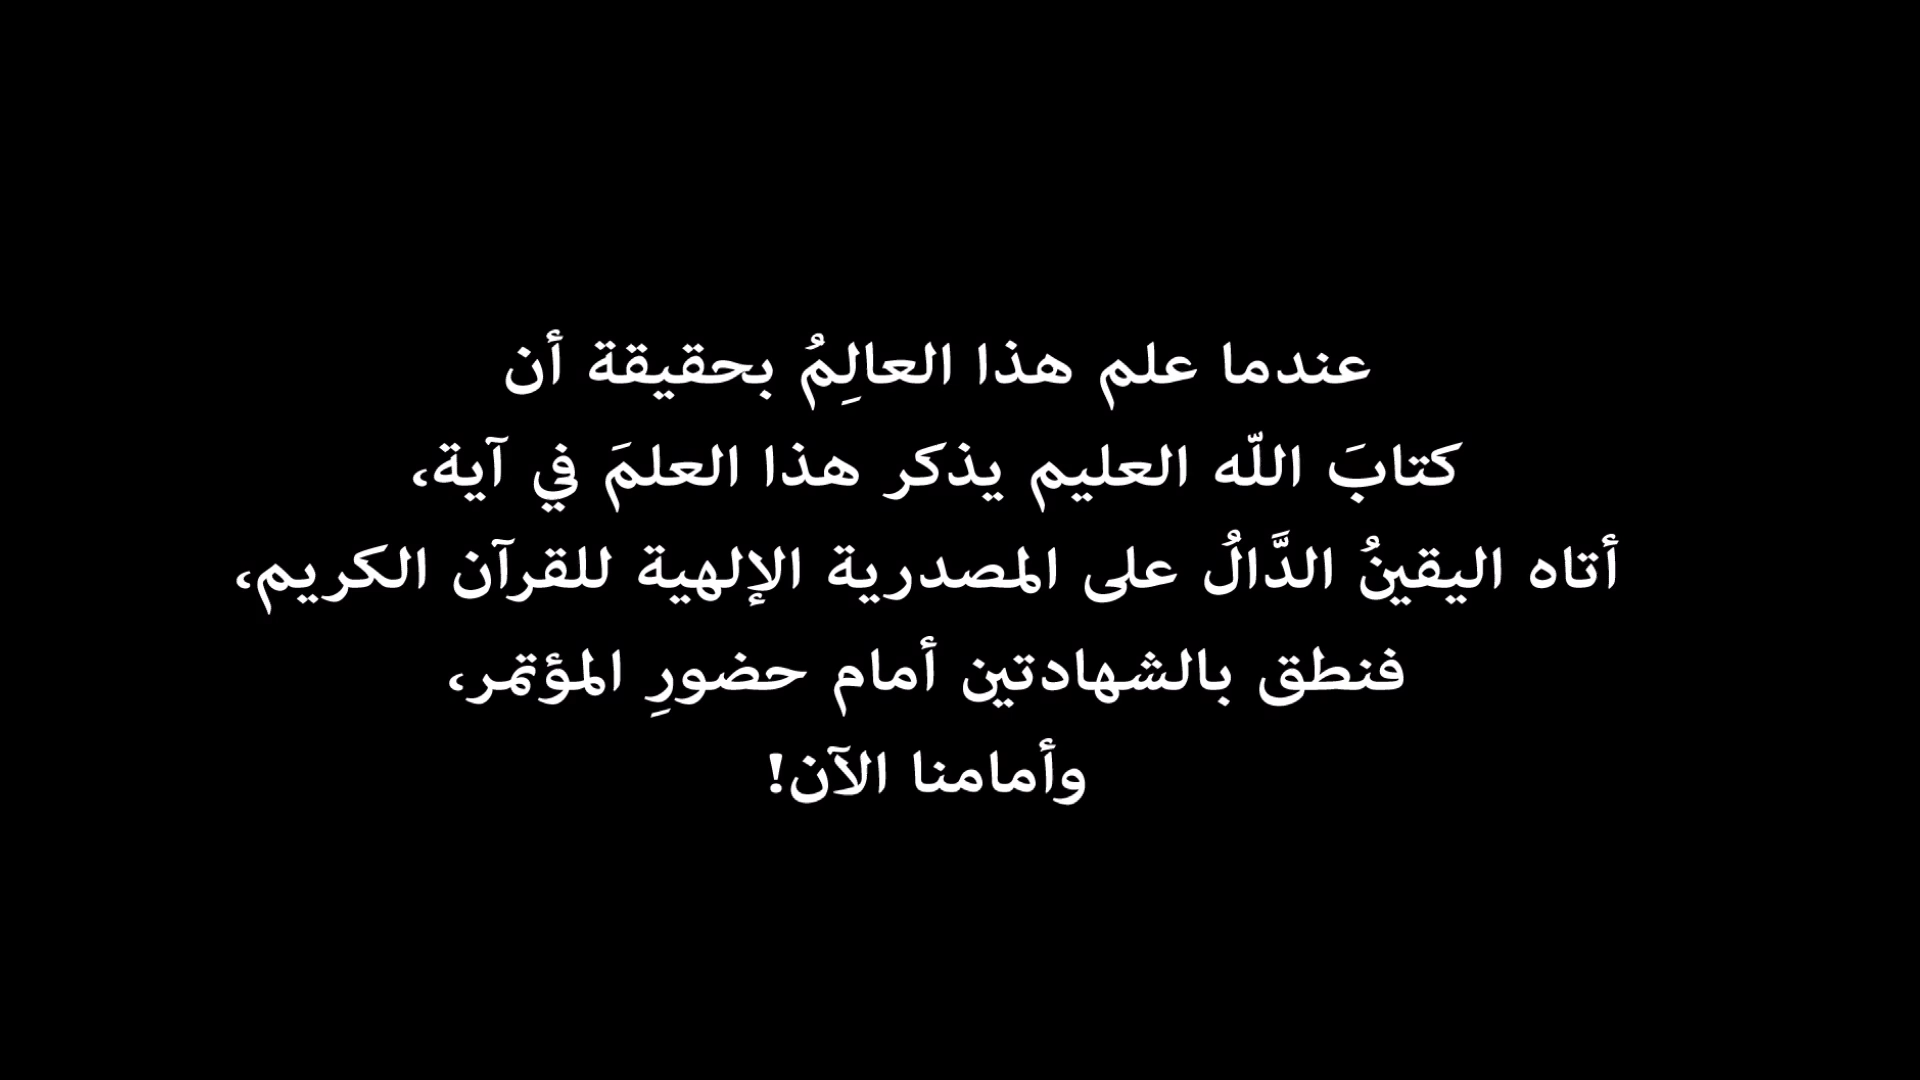 عندما علم هذا العالِمُ بحقيقة أن
كتابَ اللّه العليم يذكر هذا العلمَ في آية،
أتاه اليقينُ الدَّالُ على المصدرية الإلهية للقرآن الكريم،
فنطق بالشهادتين أمام حضورِ المؤتمر،
وأمامنا الآن!